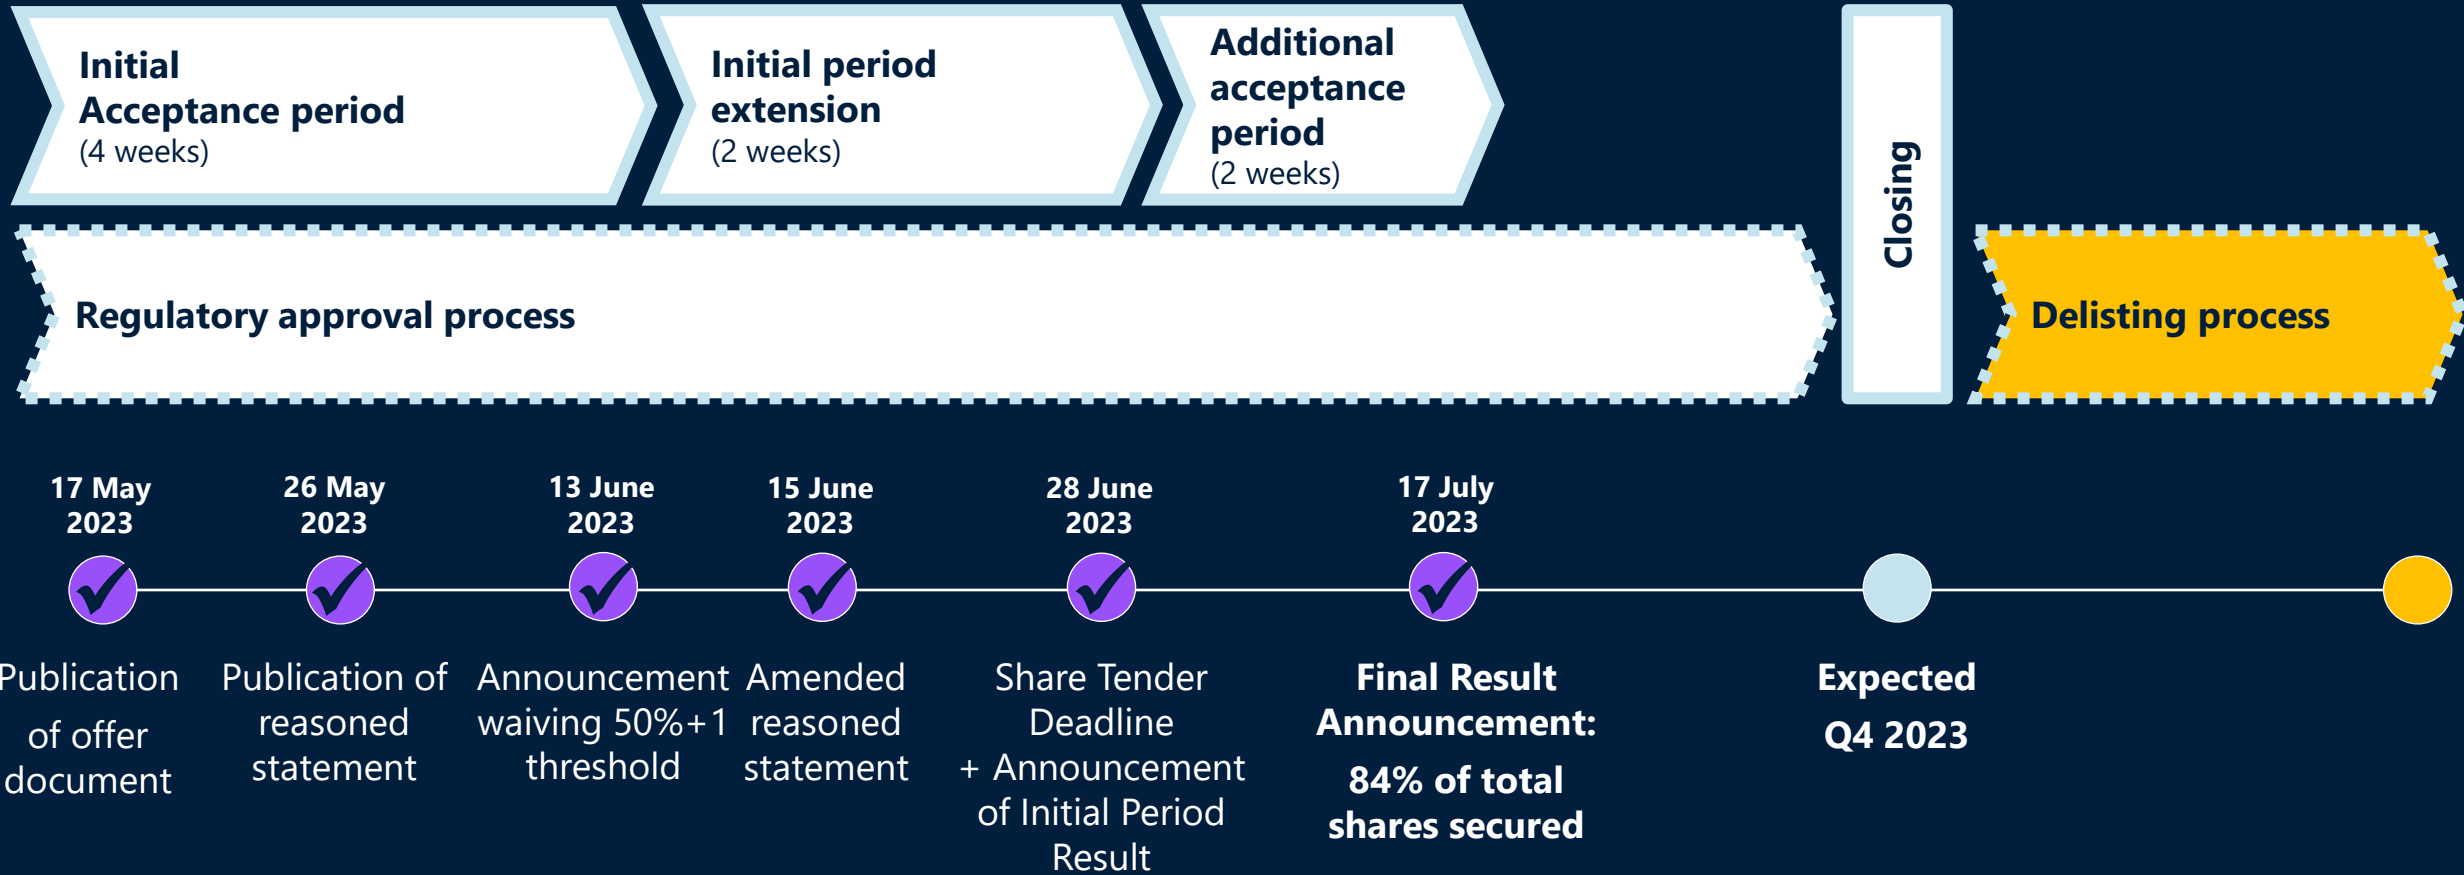 Initial
Acceptance period
(4 weeks)
Initial period
extension
(2 weeks)
Additional
acceptance
period
(2 weeks)
Closing
Regulatory approval process
Delisting process
17 May
2023
26 May
2023
13 June
2023
15 June
2023
28 June
2023
17 July
2023
Publication
of offer
document
Publication of
reasoned
statement
Announcement
waiving 50%+1
threshold
Amended
reasoned
statement
Share Tender
Deadline
+ Announcement
of Initial Period
Result
Final Result
Announcement:
84% of total
shares secured
Expected
Q4 2023